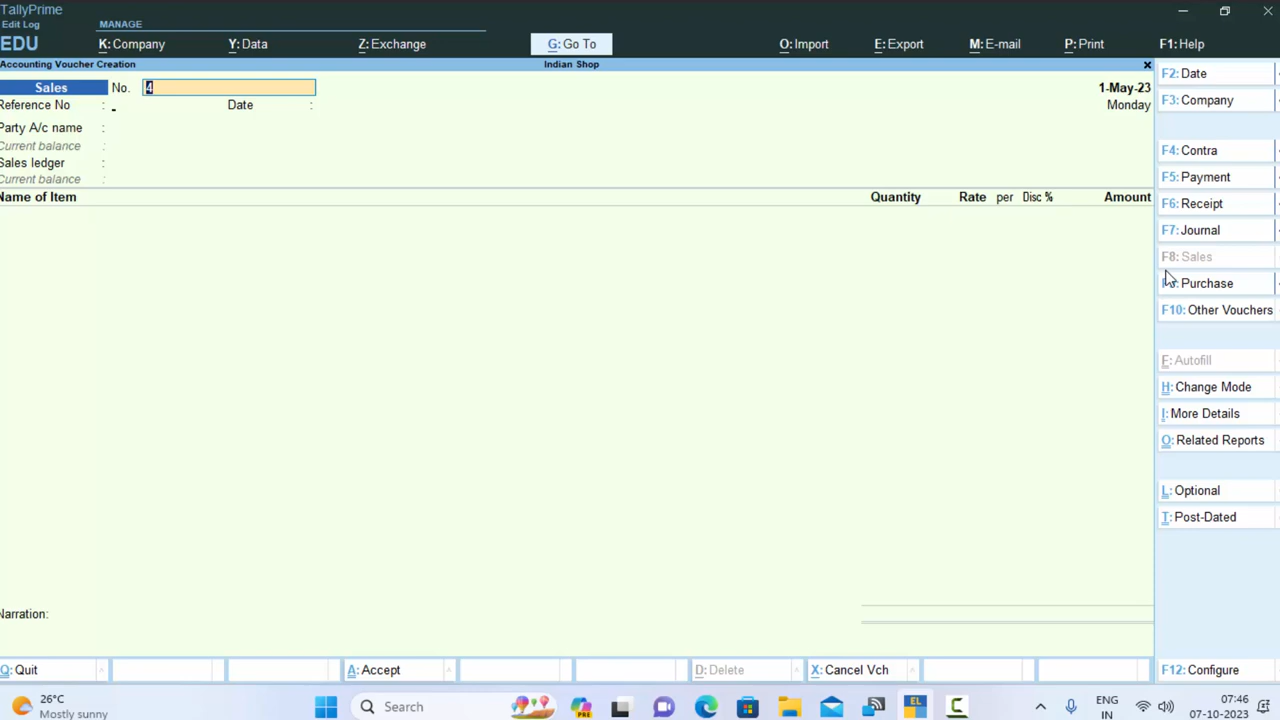 TallyPrime
Edit Log
MANAGE
EDU
K: Company
Y: Data
Z: Exchange
G: Go To
O: Import
E: Export
M: E-mail
P: Print
F1: Help
Accounting Voucher Creation
Indian Shop
Sales
No.
4
1-May-23
Reference No :
Date :
Monday
Party A/c name :
Current balance :
Sales ledger :
Current balance :
Name of Item
Quantity
Rate
per
Disc %
Amount
F2: Date
F3: Company
F4: Contra
F5: Payment
F6: Receipt
F7: Journal
F8: Sales
Purchase
F10: Other Vouchers
E: Autofill
H: Change Mode
I: More Details
O: Related Reports
L: Optional
T: Post-Dated
Narration:
Q: Quit
A: Accept
D: Delete
X: Cancel Vch
F12: Configure
26°C
Mostly sunny
Search
PRE
EL
ENG
IN
07:46
07-10-2023